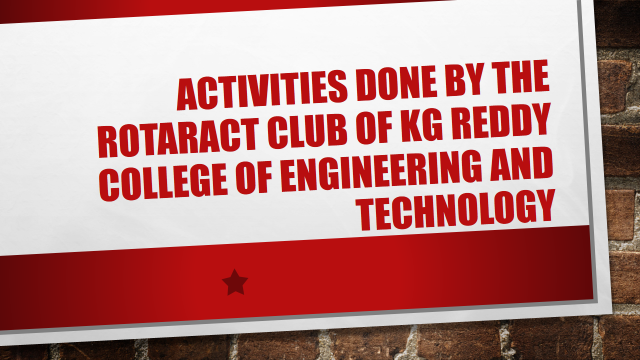 ACTIVITIES DONE BY THE
ROTARACT CLUB OF KG REDDY
COLLEGE OF ENGINEERING AND
TECHNOLOGY